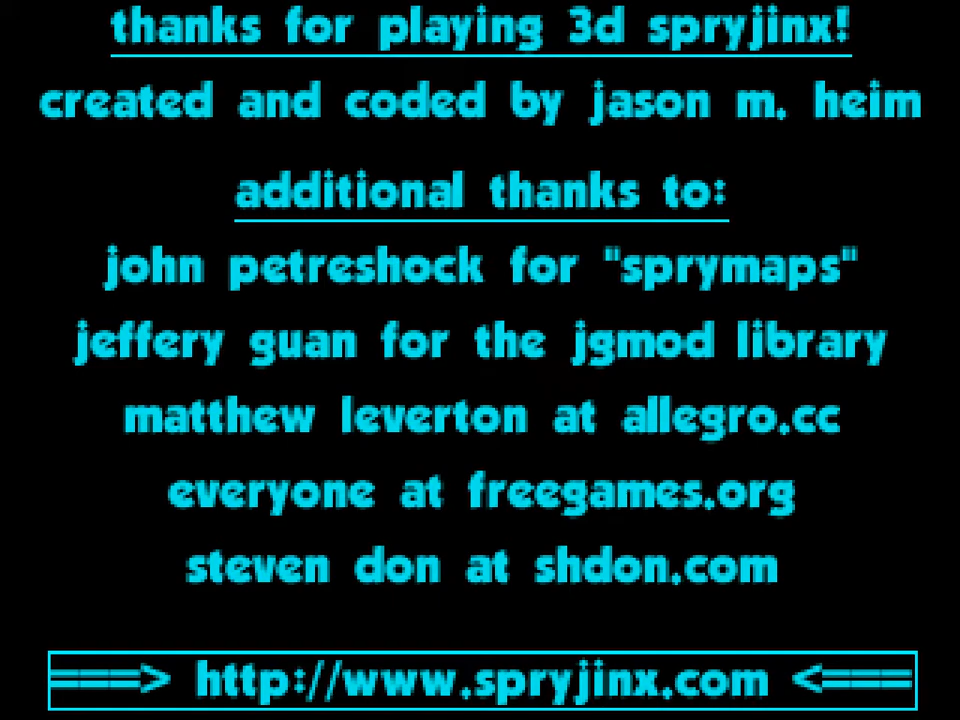 thanks for playing 3d spryjinx!
created and coded by jason m. heim
additional thanks to:
john petreshock for "sprymaps"
jeffery guan for the jgmod library
matthew leverton at allegro.cc
everyone at freegames.org
steven don at shdon.com
===> http://www.spryjinx.com <===